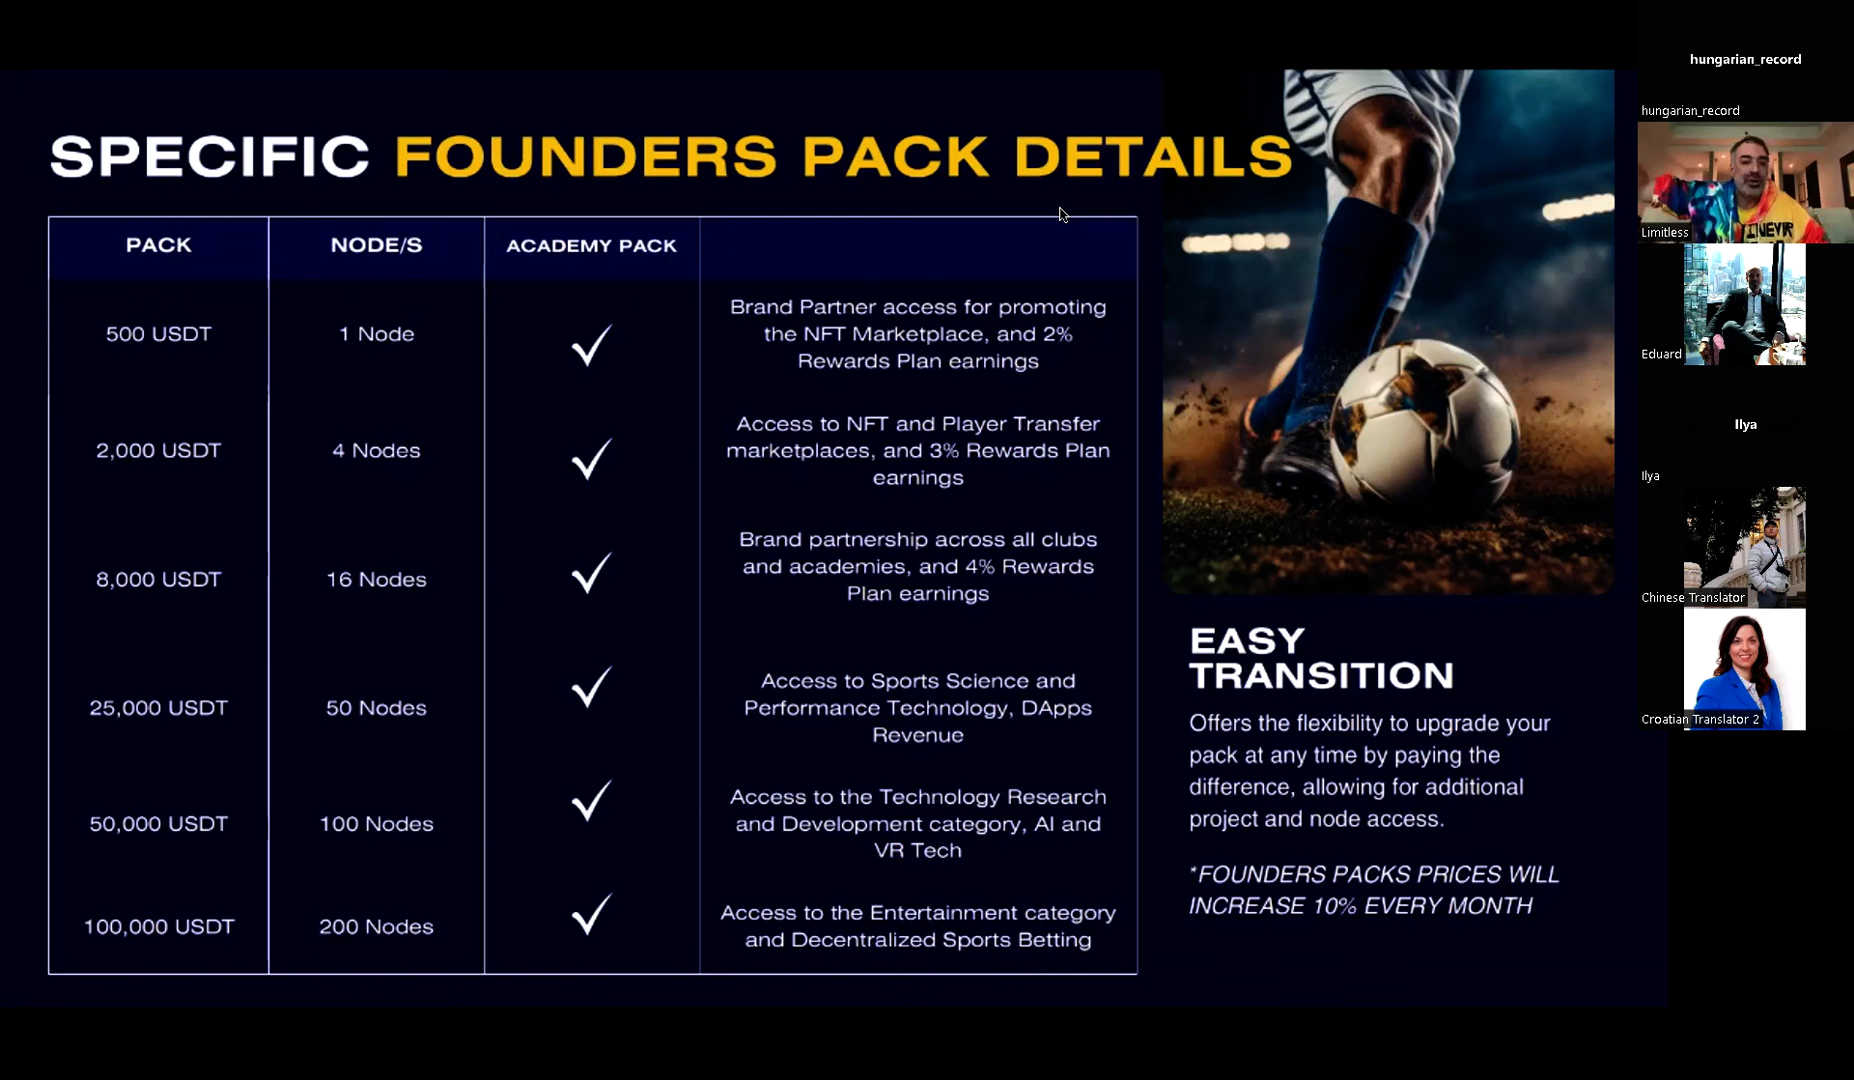 SPECIFIC FOUNDERS PACK DETAILS
PACK
NODE/S
ACADEMY PACK
500 USDT
1 Node
Brand Partner access for promoting
the NFT Marketplace, and 2%
Rewards Plan earnings
2,000 USDT
4 Nodes
Access to NFT and Player Transfer
marketplaces, and 3% Rewards Plan
earnings
8,000 USDT
16 Nodes
Brand partnership across all clubs
and academies, and 4% Rewards
Plan earnings
25,000 USDT
50 Nodes
Access to Sports Science and
Performance Technology, DApps
Revenue
50,000 USDT
100 Nodes
Access to the Technology Research
and Development category, AI and
VR Tech
100,000 USDT
200 Nodes
Access to the Entertainment category
and Decentralized Sports Betting
EASY
TRANSITION
Offers the flexibility to upgrade your
pack at any time by paying the
difference, allowing for additional
project and node access.
*FOUNDERS PACKS PRICES WILL
INCREASE 10% EVERY MONTH
hungarian_record
hungarian_record
Limitless
Eduard
Ilya
Ilya
Chinese Translator
Croatian Translator 2